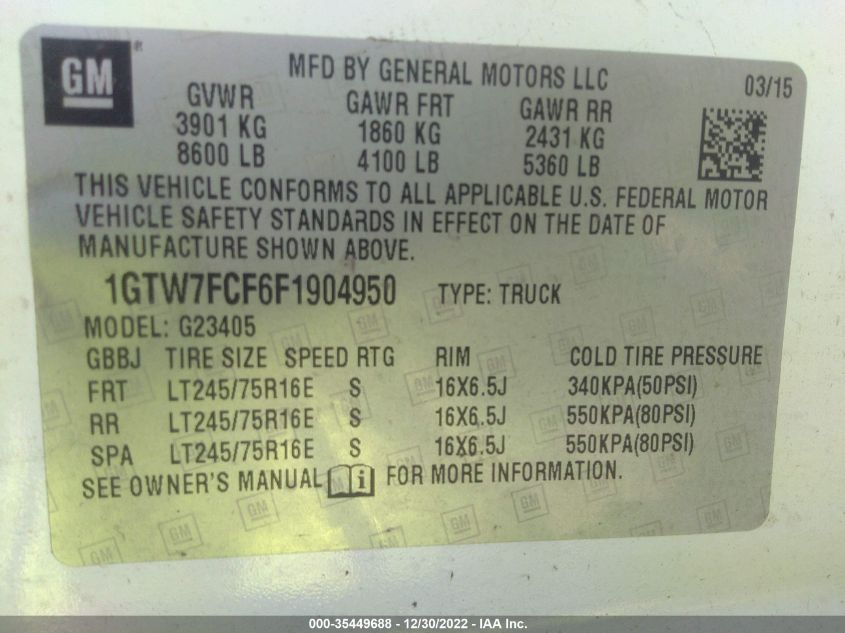 GM ®
MFD BY GENERAL MOTORS LLC
03/15
GVWR GAWR FRT GAWR RR
3901 KG 1860 KG 2431 KG
8600 LB 4100 LB 5360 LB
THIS VEHICLE CONFORMS TO ALL APPLICABLE U.S. FEDERAL MOTOR
VEHICLE SAFETY STANDARDS IN EFFECT ON THE DATE OF
MANUFACTURE SHOWN ABOVE.
1GTW7FCF6F1904950 TYPE: TRUCK
MODEL: G23405
GBBJ TIRE SIZE SPEED RTG RIM COLD TIRE PRESSURE
FRT LT245/75R16E S 16X6.5J 340KPA(50PSI)
RR LT245/75R16E S 16X6.5J 550KPA(80PSI)
SPA LT245/75R16E S 16X6.5J 550KPA(80PSI)
SEE OWNER'S MANUAL i FOR MORE INFORMATION.
000-35449688 - 12/30/2022 - IAA Inc.